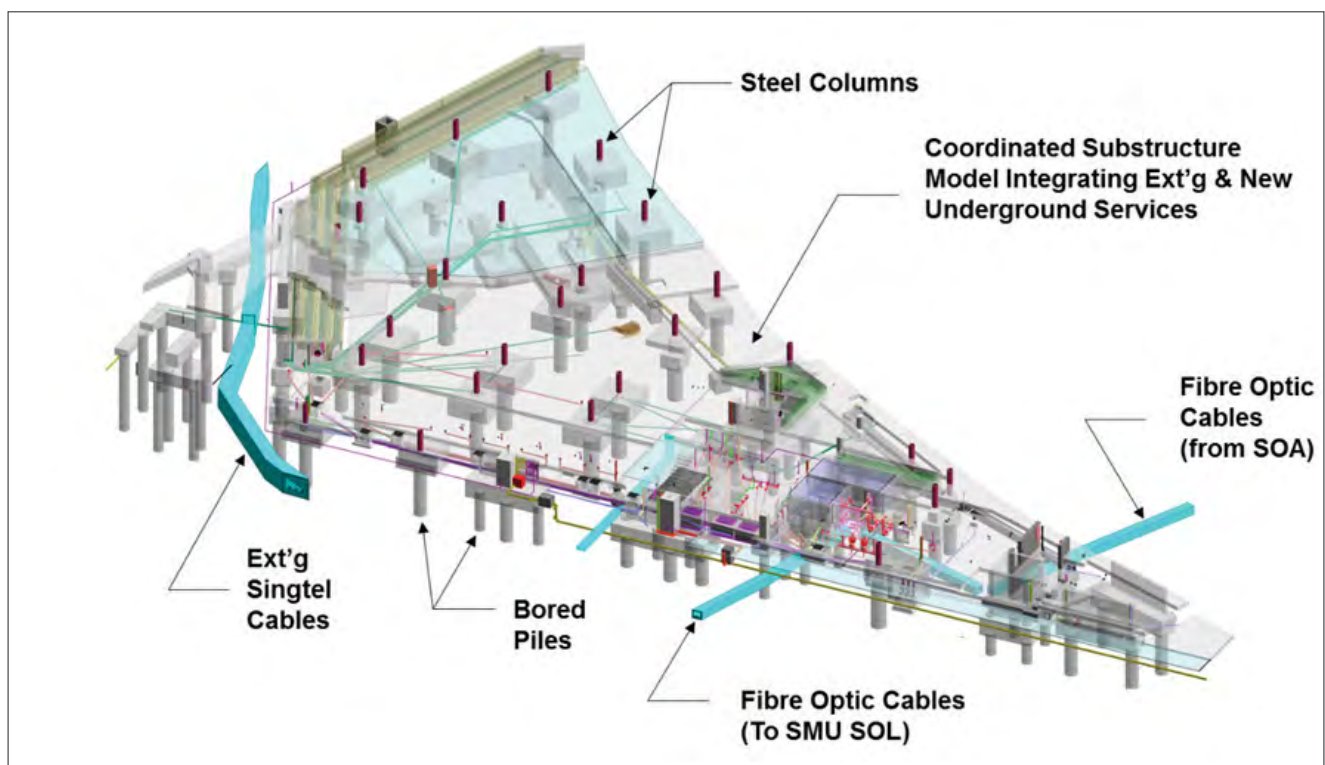 Steel Columns
Coordinated Substructure
Model Integrating Ext'g & New
Underground Services
Fibre Optic
Cables
(from SOA)
Ext'g
Singtel
Cables
Bored
Piles
Fibre Optic Cables
(To SMU SOL)